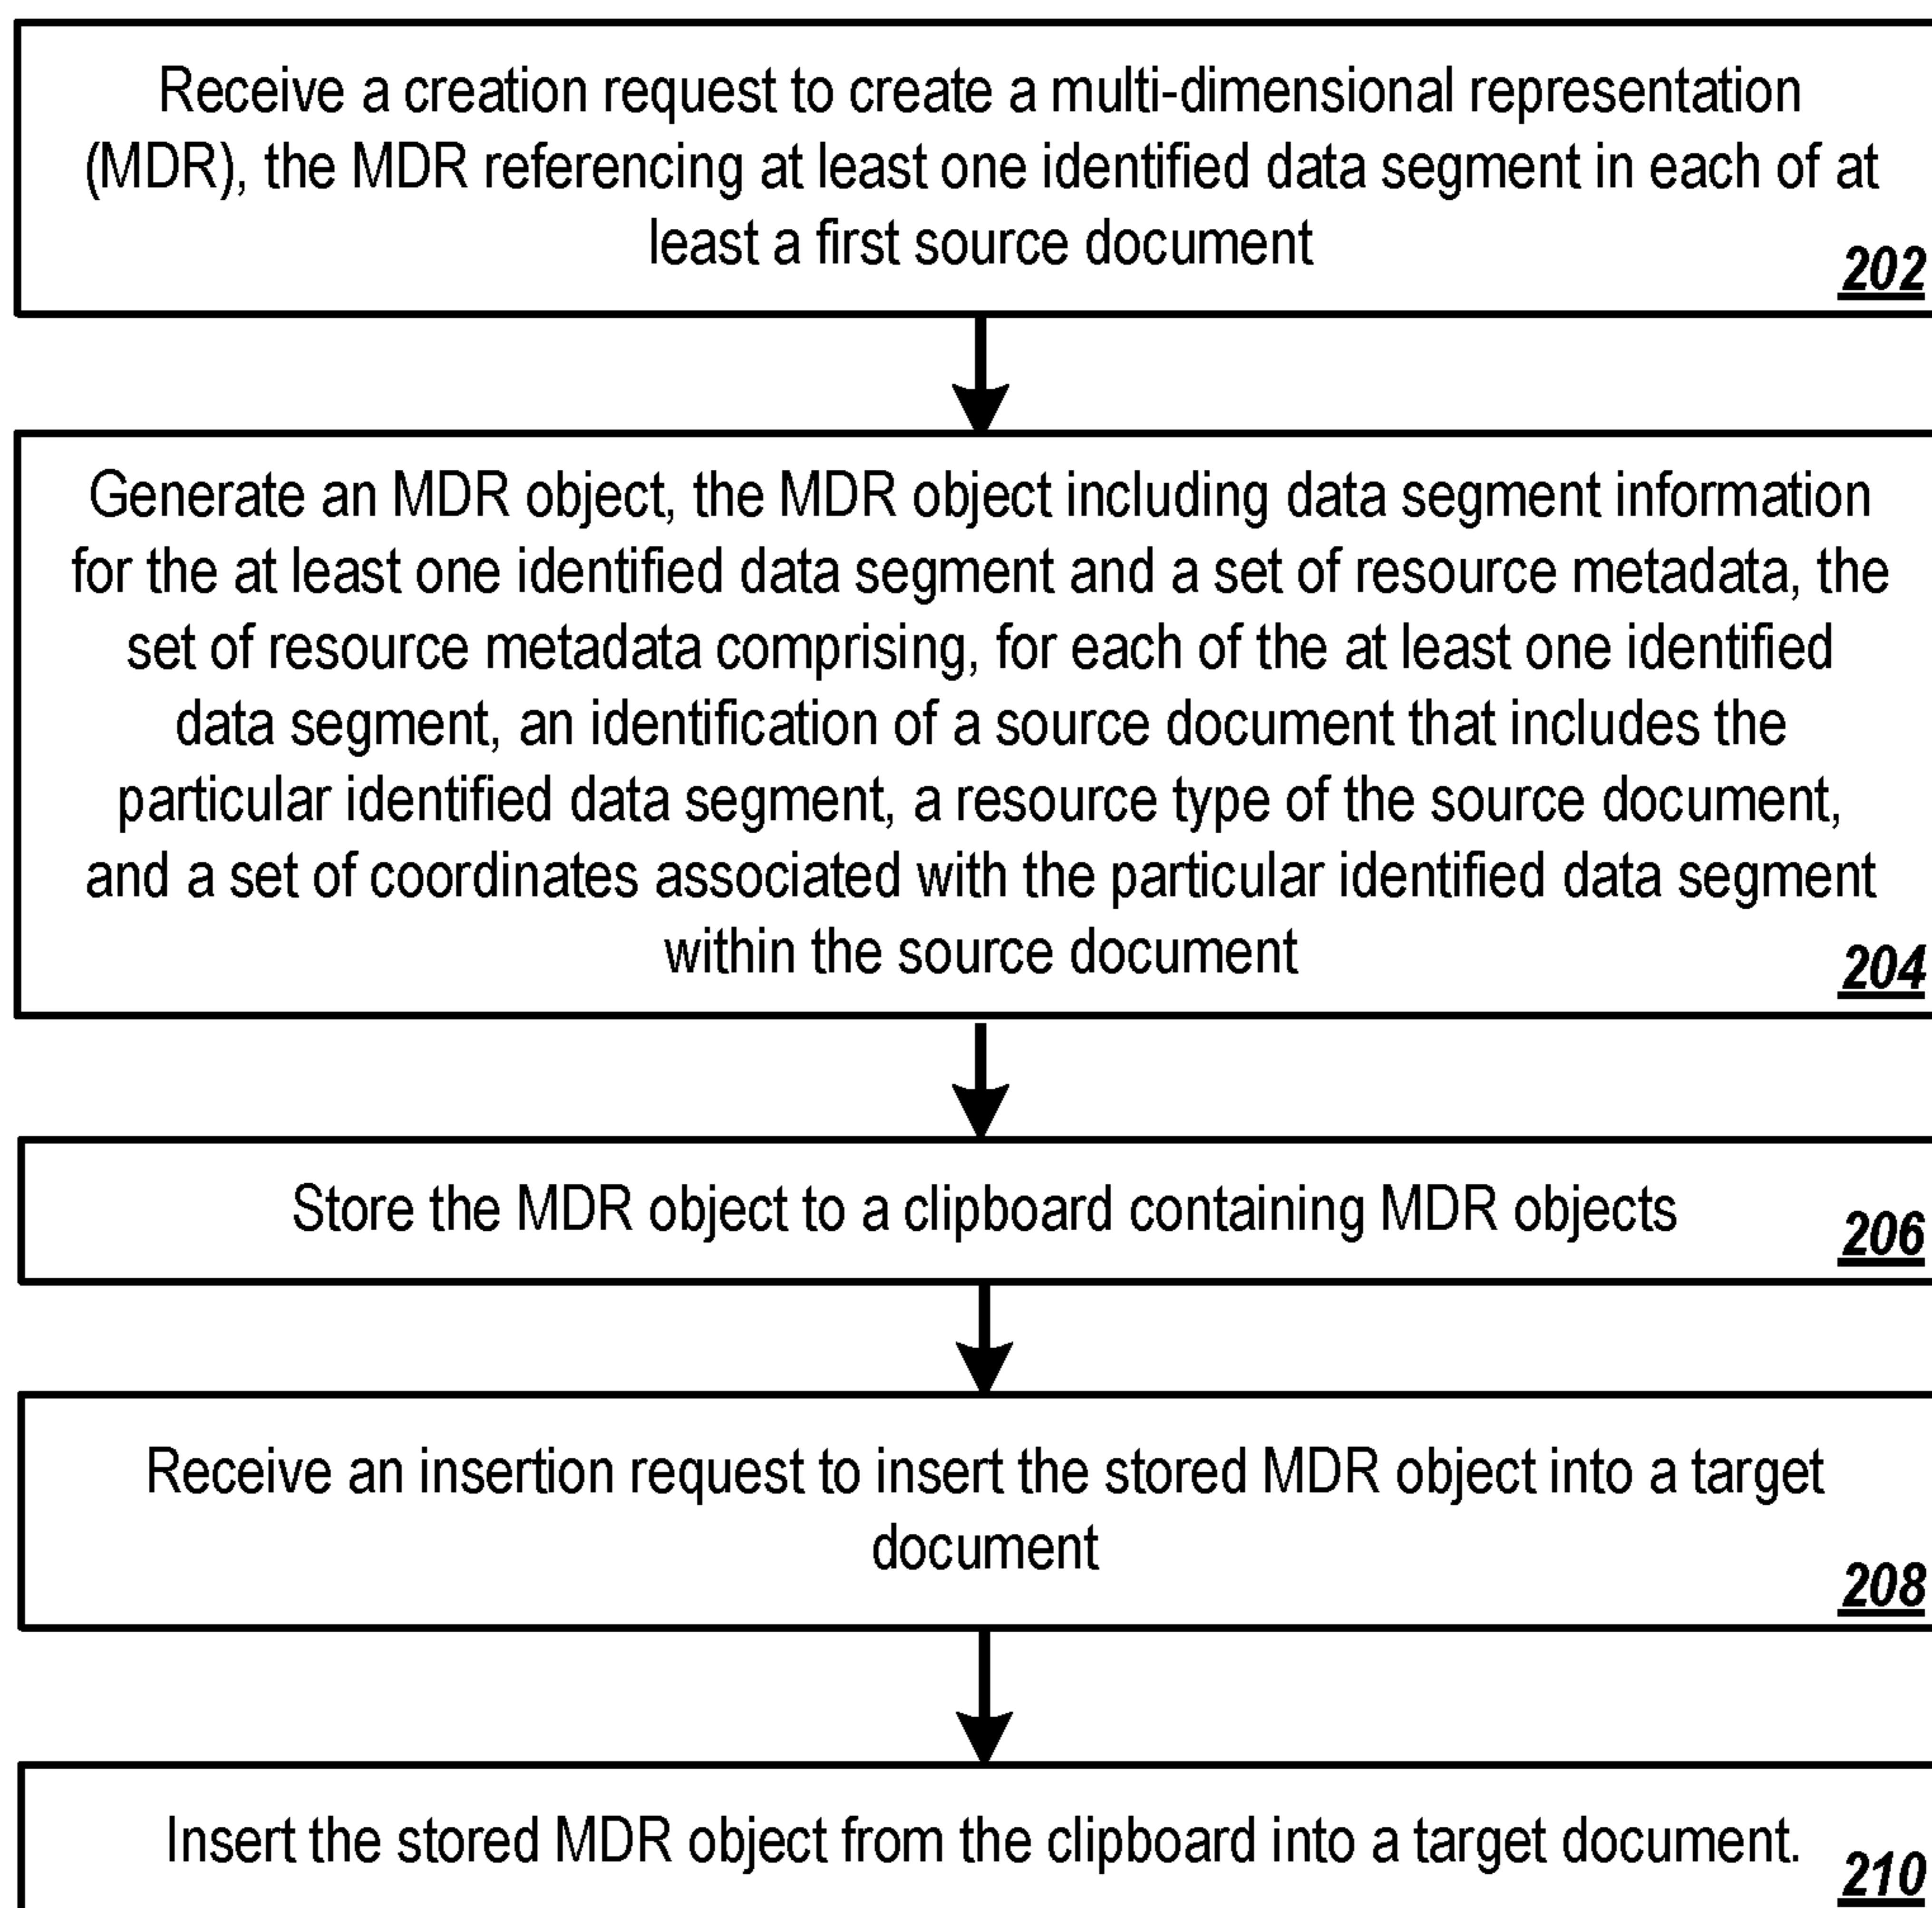 Receive a creation request to create a multi-dimensional representation
(MDR), the MDR referencing at least one identified data segment in each of at
least a first source document
202
Generate an MDR object, the MDR object including data segment information
for the at least one identified data segment and a set of resource metadata, the
set of resource metadata comprising, for each of the at least one identified
data segment, an identification of a source document that includes the
particular identified data segment, a resource type of the source document,
and a set of coordinates associated with the particular identified data segment
within the source document
204
Store the MDR object to a clipboard containing MDR objects
206
Receive an insertion request to insert the stored MDR object into a target
document
208
Insert the stored MDR object from the clipboard into a target document.
210